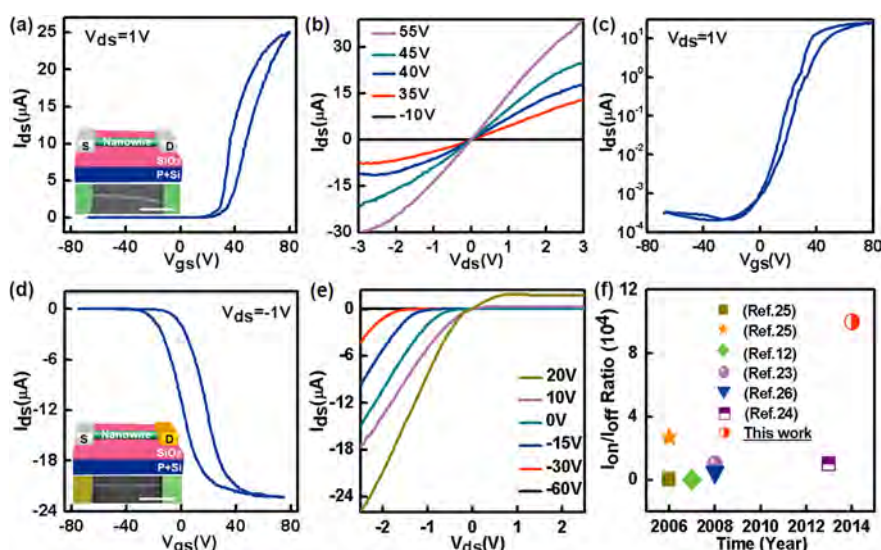 (a)
Vds=1V
Ids(μA)
25
20
15
10
5
0
-80 -40 0 40 80
Vgs(V)
S Nanowire D
SiO2
P+Si
(b)
55V
45V
40V
35V
-10V
Ids(μA)
30
15
0
-15
-30
-3 -2 -1 0 1 2 3
Vds(V)
(c)
Vds=1V
Ids(μA)
10¹
10⁰
10⁻¹
10⁻²
10⁻³
10⁻⁴
-80 -40 0 40 80
Vgs(V)
(d)
Vds=-1V
Ids(μA)
0
-6
-12
-18
-24
-80 -40 0 40 80
Vgs(V)
S Nanowire D
SiO2
P+Si
(e)
Ids(μA)
0
-6
-12
-18
-24
20V
10V
0V
-15V
-30V
-60V
-2 -1 0 1 2
Vds(V)
(f)
Ion/Ioff Ratio (10⁴)
12
8
4
0
(Ref.25)
(Ref.25)
(Ref.12)
(Ref.23)
(Ref.26)
(Ref.24)
This work
2006 2008 2010 2012 2014
Time (Year)